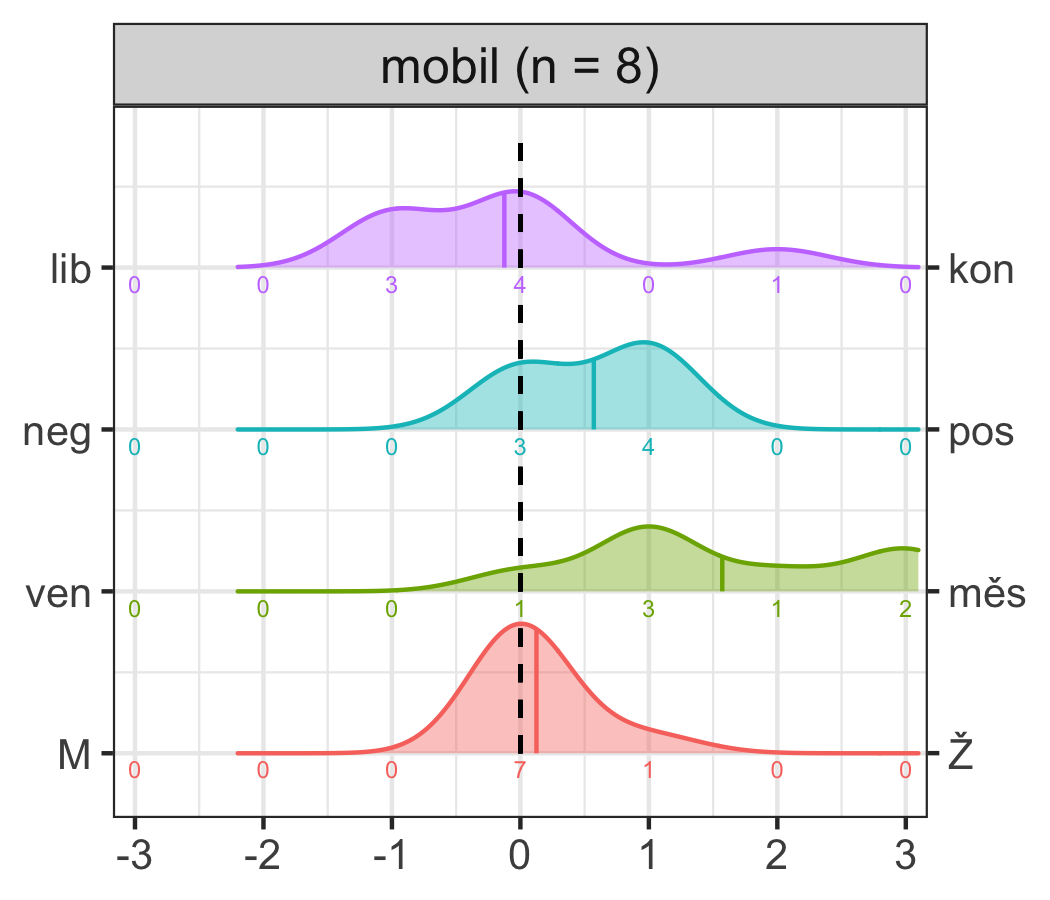 mobil (n = 8)
lib 0 0 3 4 0 1 0 kon
neg 0 0 0 3 4 0 0 pos
ven 0 0 0 1 3 1 2 měs
M 0 0 0 7 1 0 0 Ž
-3 -2 -1 0 1 2 3